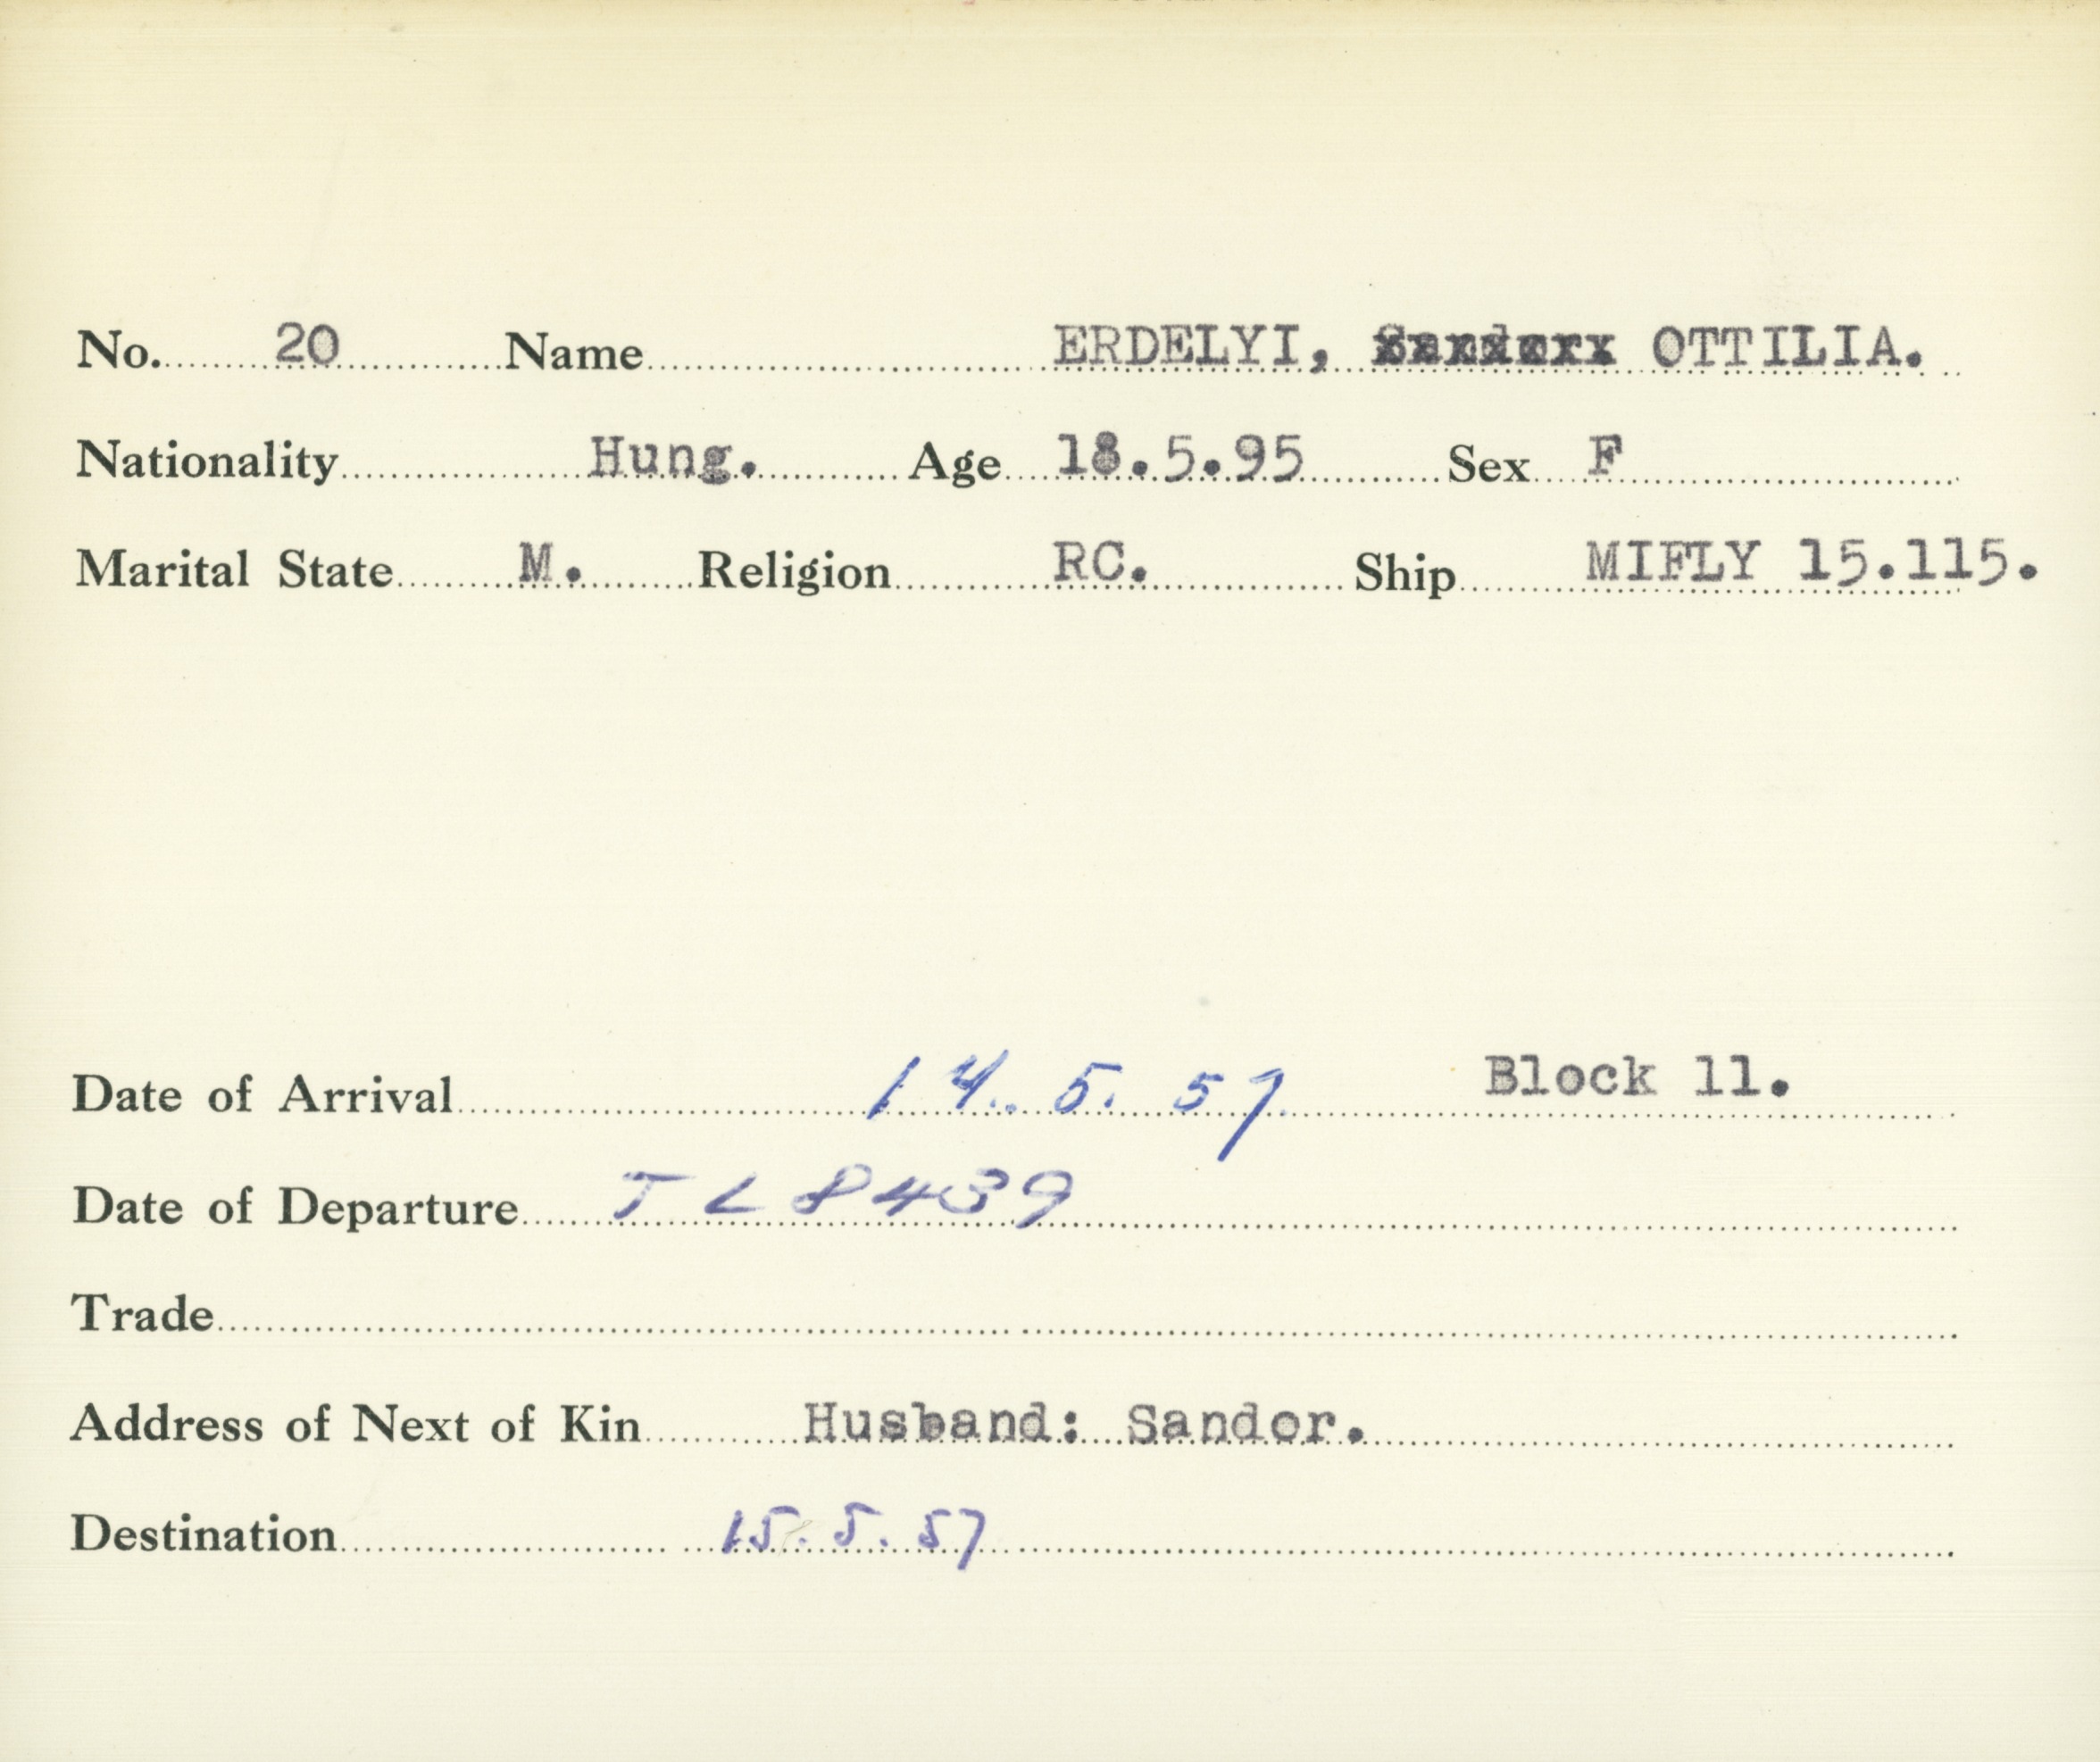 No. 20 Name ERDELYI, OTTILIA.
Nationality Hung. Age 18.5.95 Sex F
Marital State M. Religion RC. Ship MIFLY 15.115.
Date of Arrival 14.5.57 Block 11.
Date of Departure TL8439
Trade
Address of Next of Kin Husband: Sandor.
Destination 15.5.57